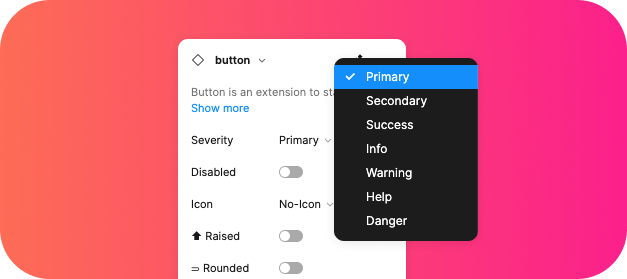 button
Button is an extension to sta
Show more
Severity
Primary
Disabled
Icon
No-Icon
Raised
Rounded
Primary
Secondary
Success
Info
Warning
Help
Danger